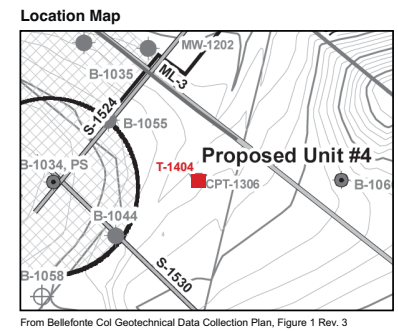 Location Map
MW-1202
B-1035
ML-3
S-1524
B-1055
Proposed Unit #4
T-1404
B-1034, PS
CPT-1306
B-106
B-1044
S-1530
B-1058
From Bellefonte Col Geotechnical Data Collection Plan, Figure 1 Rev. 3